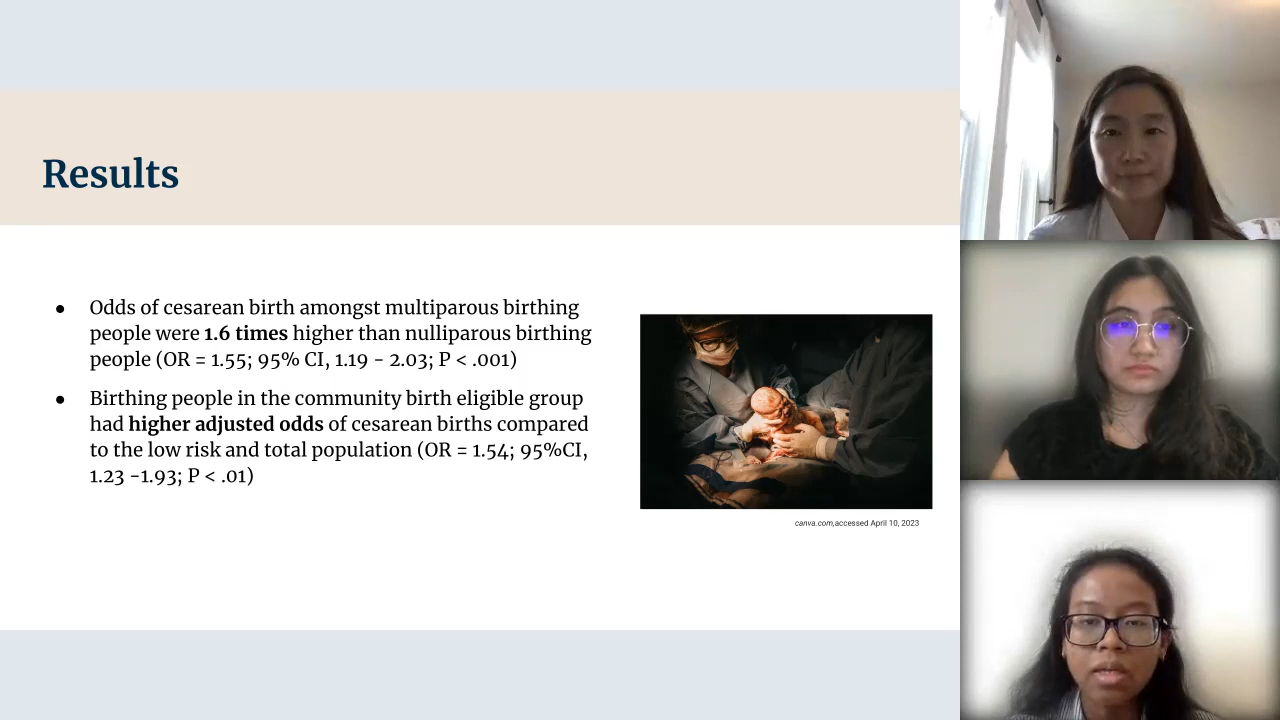 Results
● Odds of cesarean birth amongst multiparous birthing
people were 1.6 times higher than nulliparous birthing
people (OR = 1.55; 95% CI, 1.19 - 2.03; P < .001)
● Birthing people in the community birth eligible group
had higher adjusted odds of cesarean births compared
to the low risk and total population (OR = 1.54; 95%CI,
1.23 -1.93; P < .01)
canva.com,accessed April 10, 2023